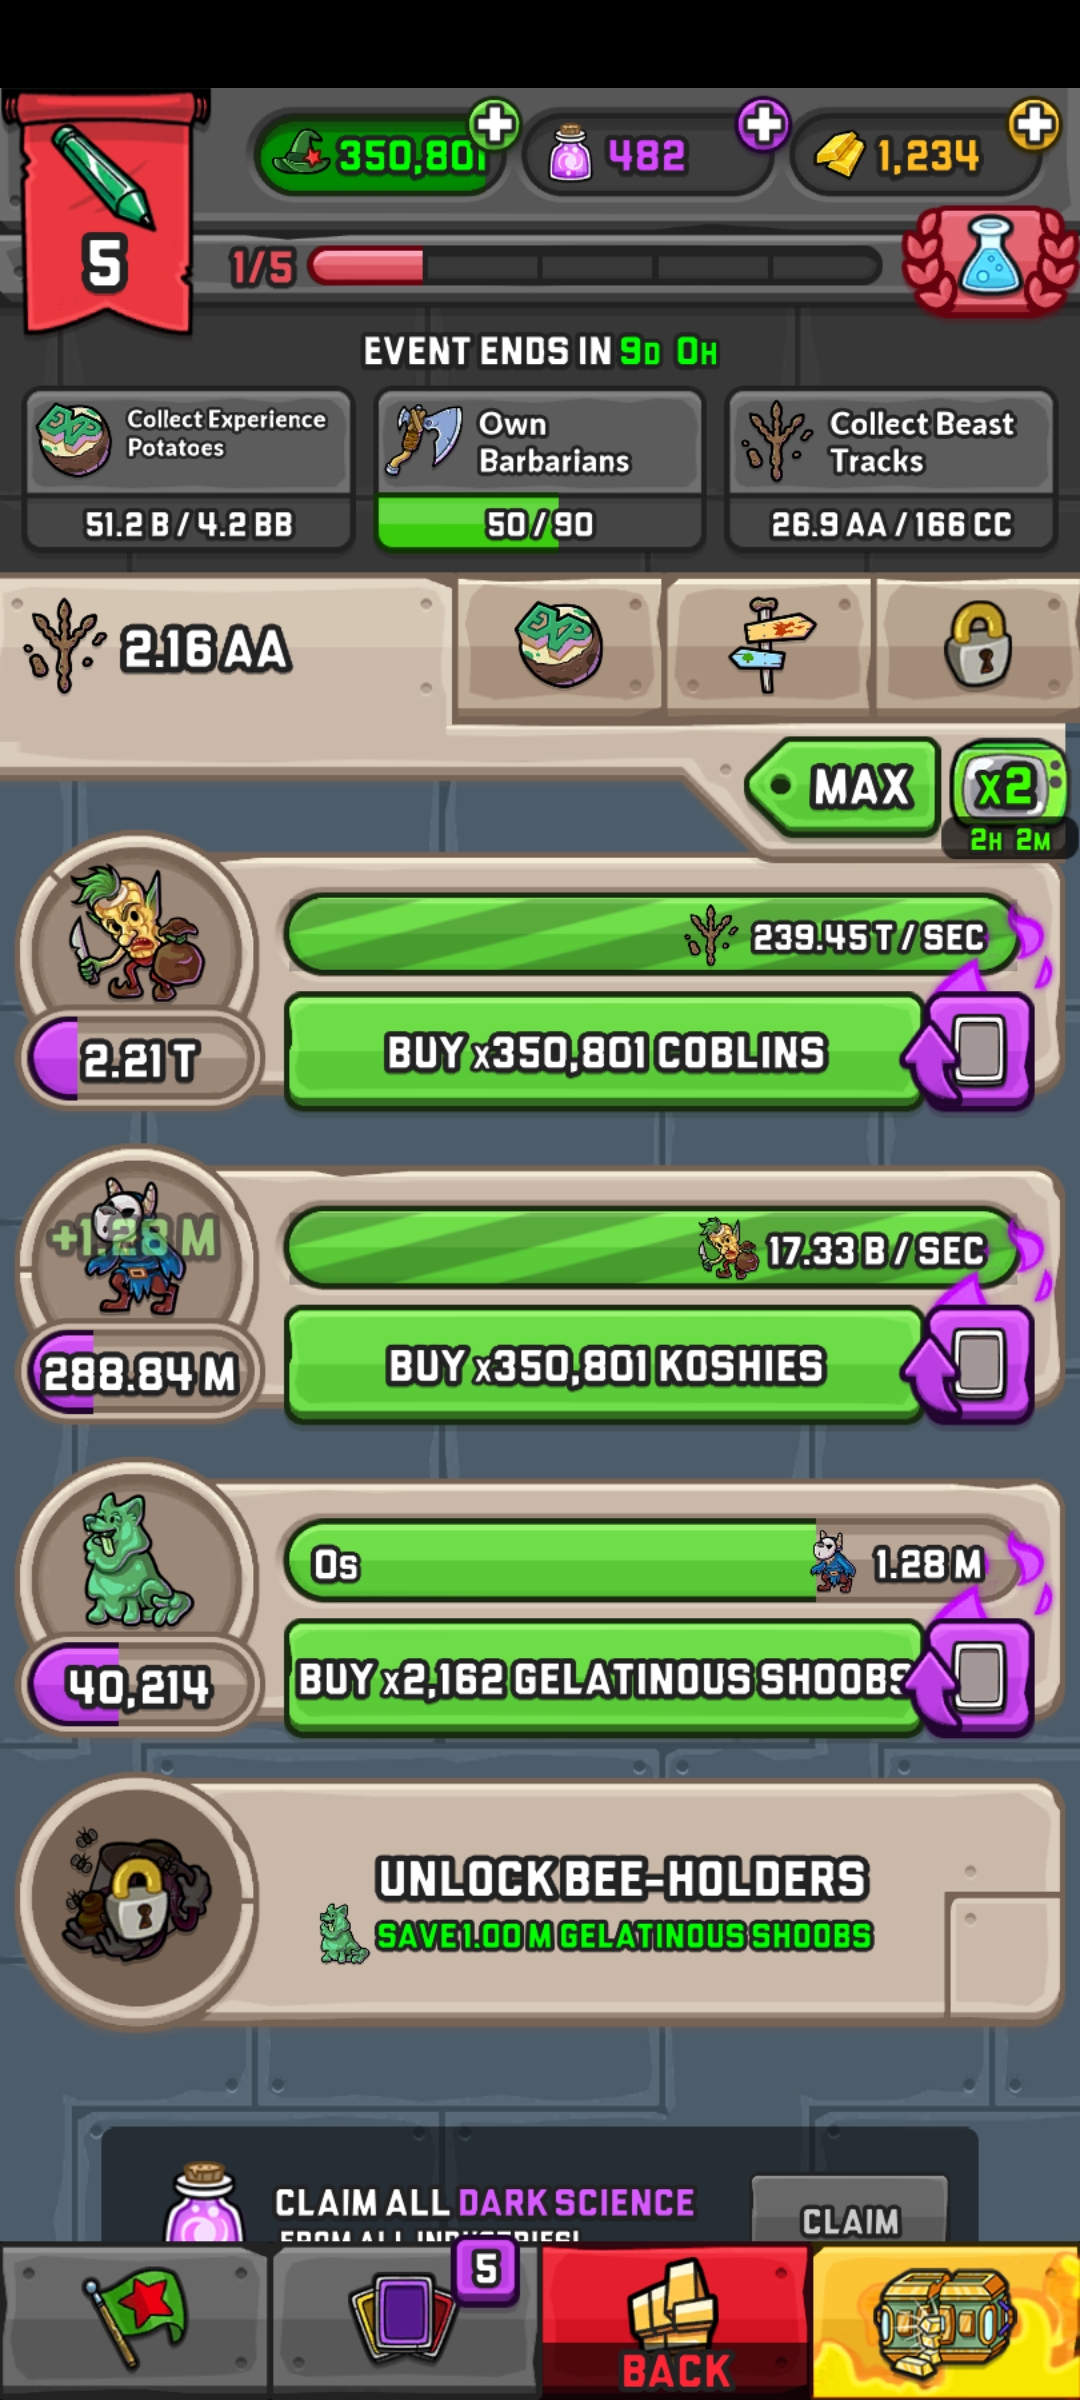 350,801
482
1,234
5
1/5
EVENT ENDS IN 9D 0H
Collect Experience
Potatoes
51.2 B / 4.2 BB
Own
Barbarians
50 / 90
Collect Beast
Tracks
26.9 AA / 166 CC
2.16 AA
EXP
MAX
x2
2H 2M
239.45 T / SEC
2.21 T
BUY x350,801 COBLINS
+1.28 M
17.33 B / SEC
288.84 M
BUY x350,801 KOSHIES
0s
1.28 M
40,214
BUY x2,162 GELATINOUS SHOOBS
UNLOCK BEE-HOLDERS
SAVE 1.00 M GELATINOUS SHOOBS
CLAIM ALL DARK SCIENCE
FROM ALL INDUSTRIES!
CLAIM
5
BACK